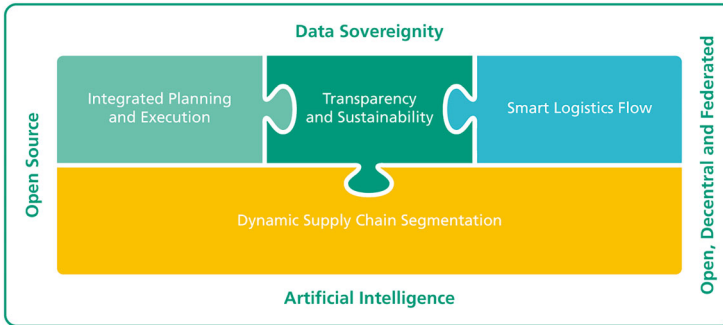 Data Sovereignity
Integrated Planning
and Execution
Transparency
and Sustainability
Smart Logistics Flow
Open Source
Open, Decentral and Federated
Dynamic Supply Chain Segmentation
Artificial Intelligence